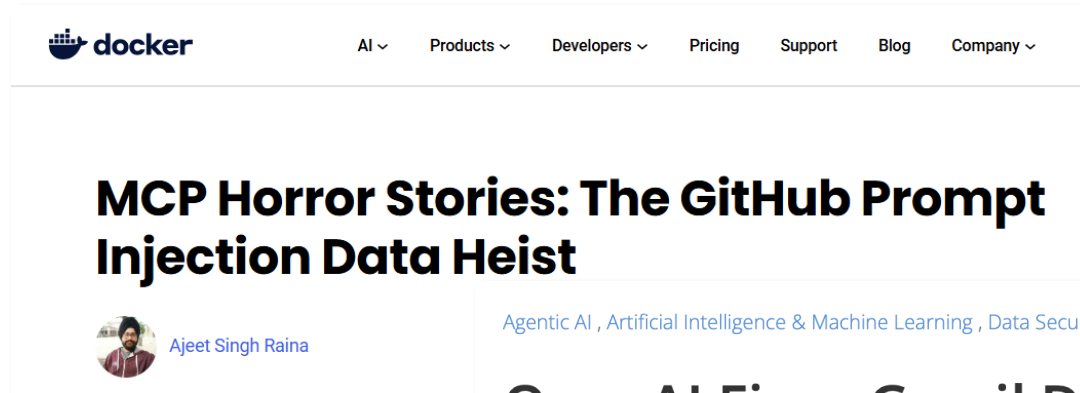 docker
AI
Products
Developers
Pricing
Support
Blog
Company
MCP Horror Stories: The GitHub Prompt
Injection Data Heist
Ajeet Singh Raina
Agentic AI , Artificial Intelligence & Machine Learning , Data